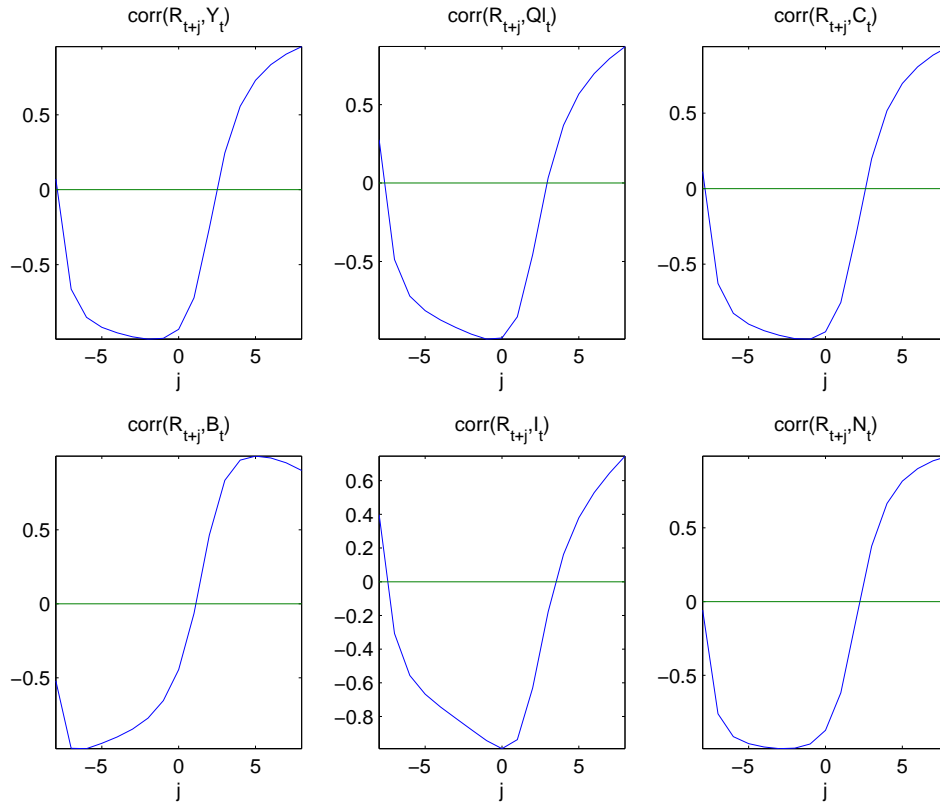 corr(R_{t+j},Y_t)
corr(R_{t+j},QI_t)
corr(R_{t+j},C_t)
0.5
0
−0.5
−5 0 5
j
0.5
0
−0.5
−5 0 5
j
0.5
0
−0.5
−5 0 5
j
corr(R_{t+j},B_t)
corr(R_{t+j},I_t)
corr(R_{t+j},N_t)
0.5
0
−0.5
−5 0 5
j
0.6
0.4
0.2
0
−0.2
−0.4
−0.6
−0.8
−5 0 5
j
0.5
0
−0.5
−5 0 5
j